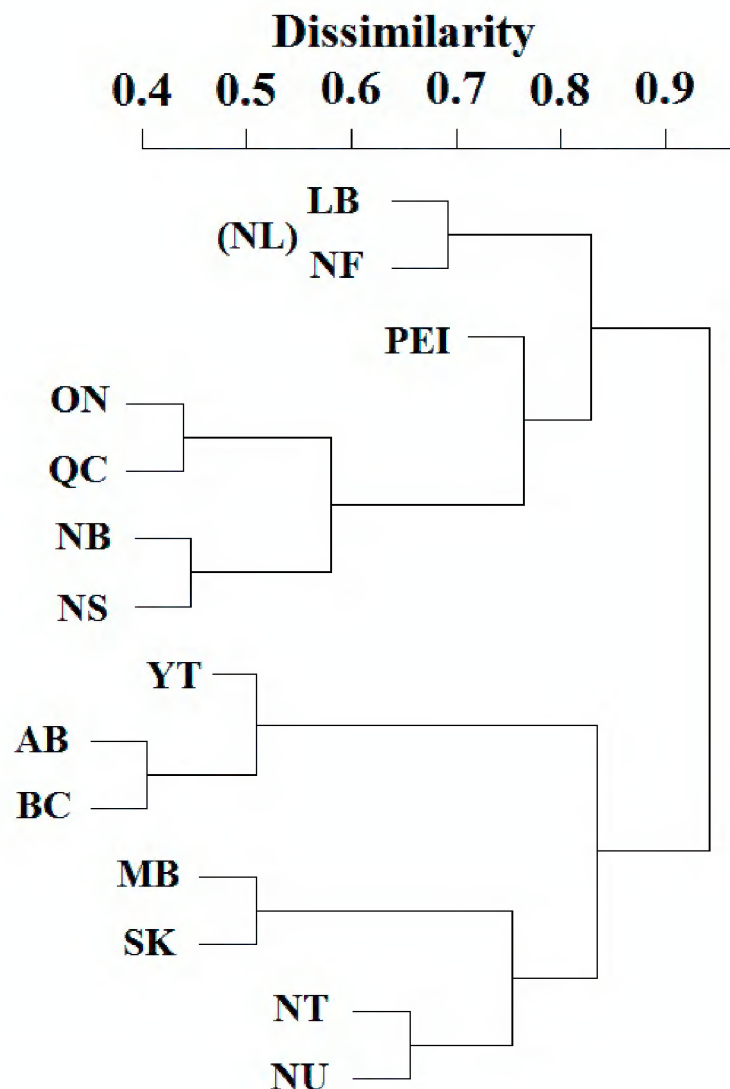 Dissimilarity
0.4 0.5 0.6 0.7 0.8 0.9
LB
(NL)
NF
PEI
ON
QC
NB
NS
YT
AB
BC
MB
SK
NT
NU